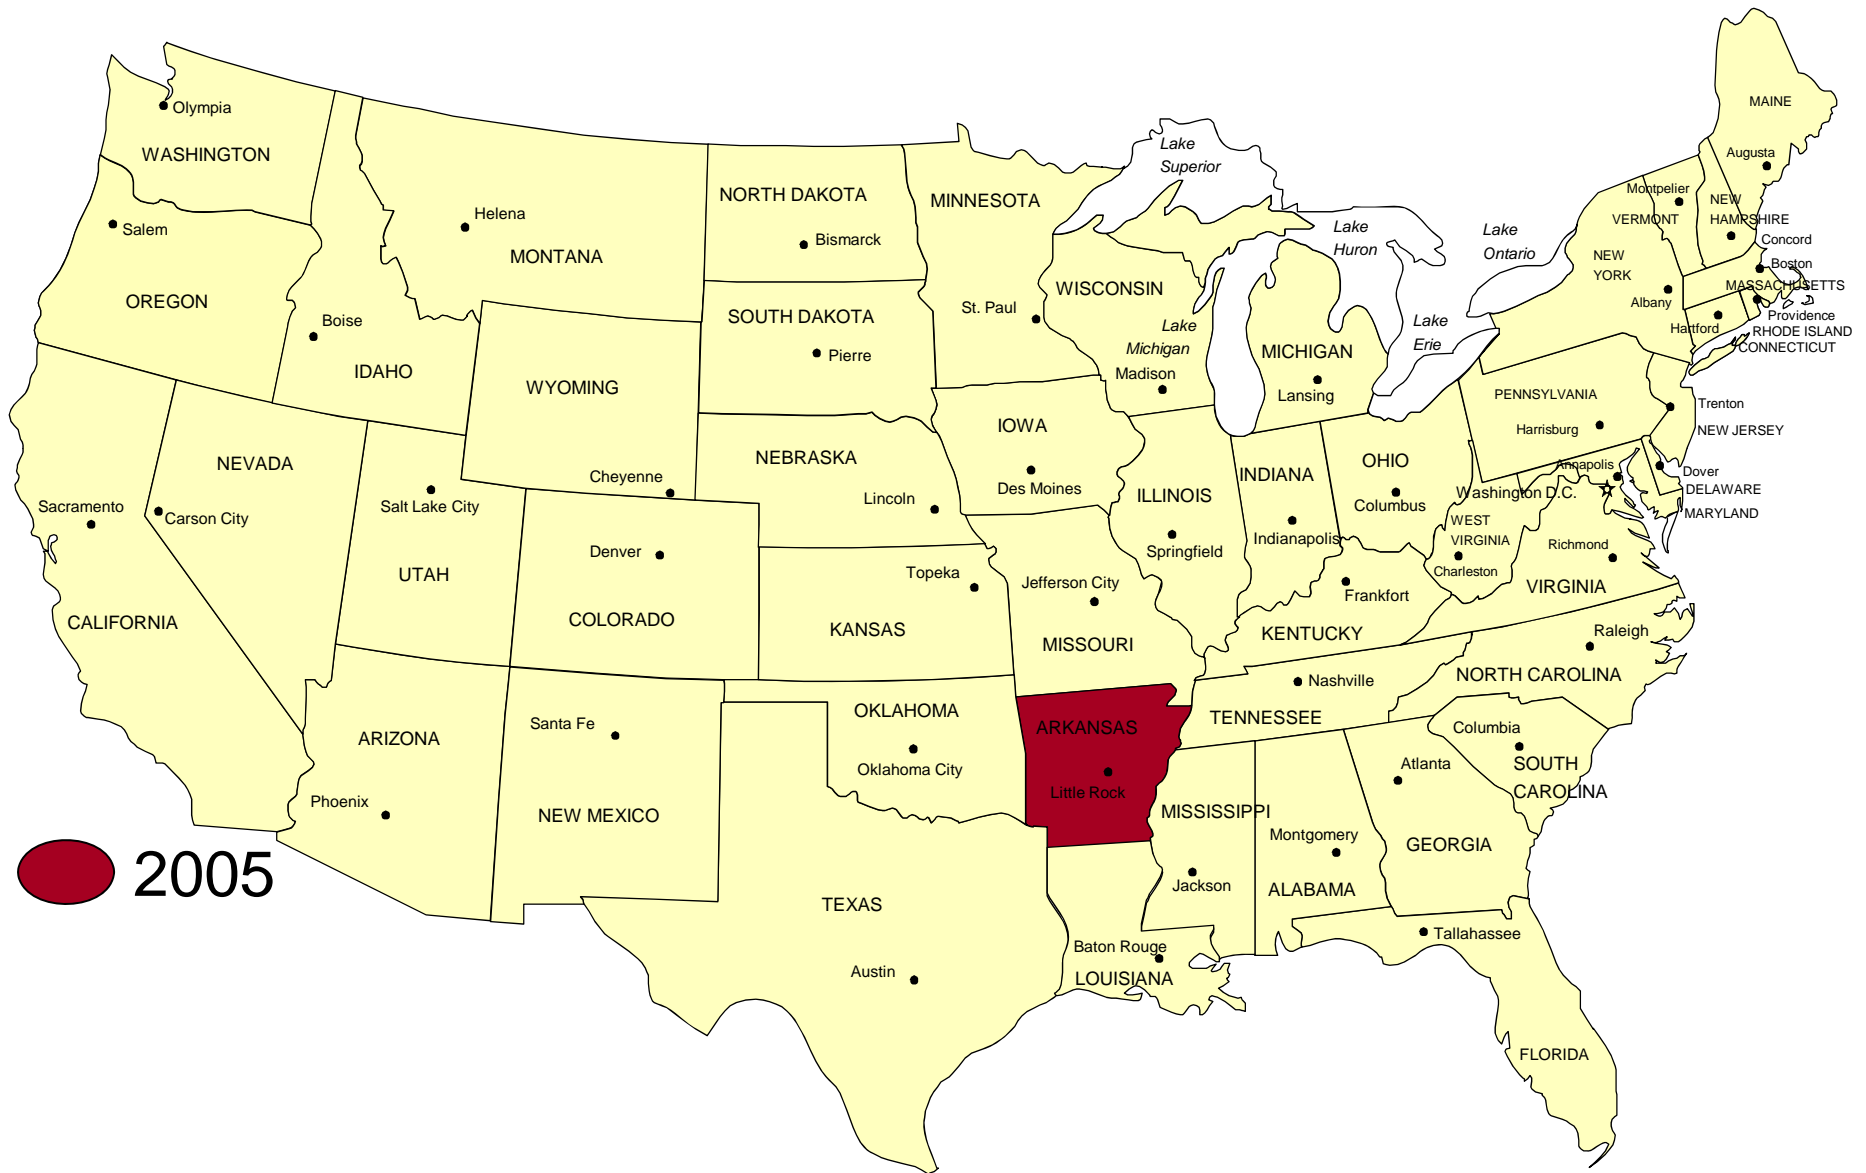 Olympia
WASHINGTON
Salem
OREGON
Helena
MONTANA
Boise
IDAHO
NORTH DAKOTA
Bismarck
SOUTH DAKOTA
Pierre
WYOMING
Cheyenne
MINNESOTA
St. Paul
WISCONSIN
Madison
Lake
Superior
Lake
Michigan
Lake
Huron
Lake
Erie
Lake
Ontario
MICHIGAN
Lansing
MAINE
Augusta
Montpelier
VERMONT
NEW
HAMPSHIRE
Concord
Boston
MASSACHUSETTS
Providence
RHODE ISLAND
CONNECTICUT
Hartford
NEW
YORK
Albany
PENNSYLVANIA
Harrisburg
Trenton
NEW JERSEY
Dover
DELAWARE
MARYLAND
Annapolis
Washington D.C.
WEST
VIRGINIA
Charleston
Richmond
VIRGINIA
NEVADA
Carson City
Sacramento
CALIFORNIA
Salt Lake City
UTAH
Denver
COLORADO
NEBRASKA
Lincoln
IOWA
Des Moines
ILLINOIS
Springfield
INDIANA
Indianapolis
OHIO
Columbus
Topeka
KANSAS
Jefferson City
MISSOURI
Frankfort
KENTUCKY
Raleigh
NORTH CAROLINA
Nashville
TENNESSEE
Columbia
SOUTH
CAROLINA
ARIZONA
Phoenix
Santa Fe
NEW MEXICO
OKLAHOMA
Oklahoma City
ARKANSAS
Little Rock
MISSISSIPPI
Jackson
Montgomery
ALABAMA
Atlanta
GEORGIA
TEXAS
Austin
Baton Rouge
LOUISIANA
Tallahassee
FLORIDA
2005